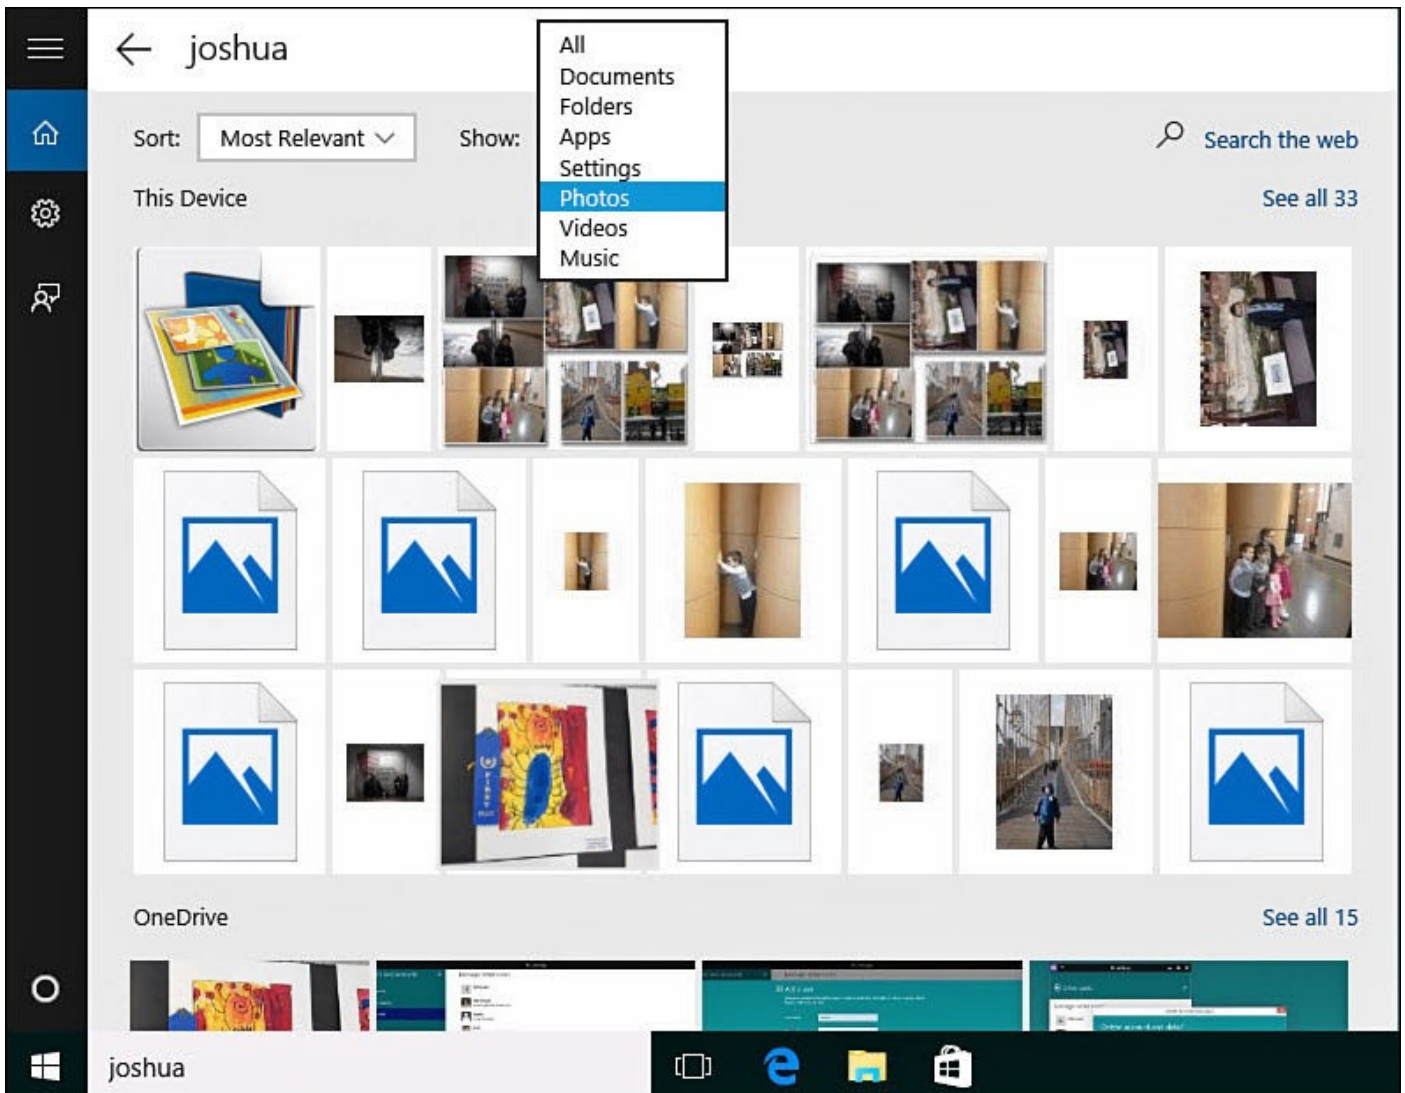 joshua
All
Documents
Folders
Apps
Settings
Photos
Videos
Music
Sort: Most Relevant Show:
Search the web
This Device See all 33
FIRST
OneDrive See all 15
joshua